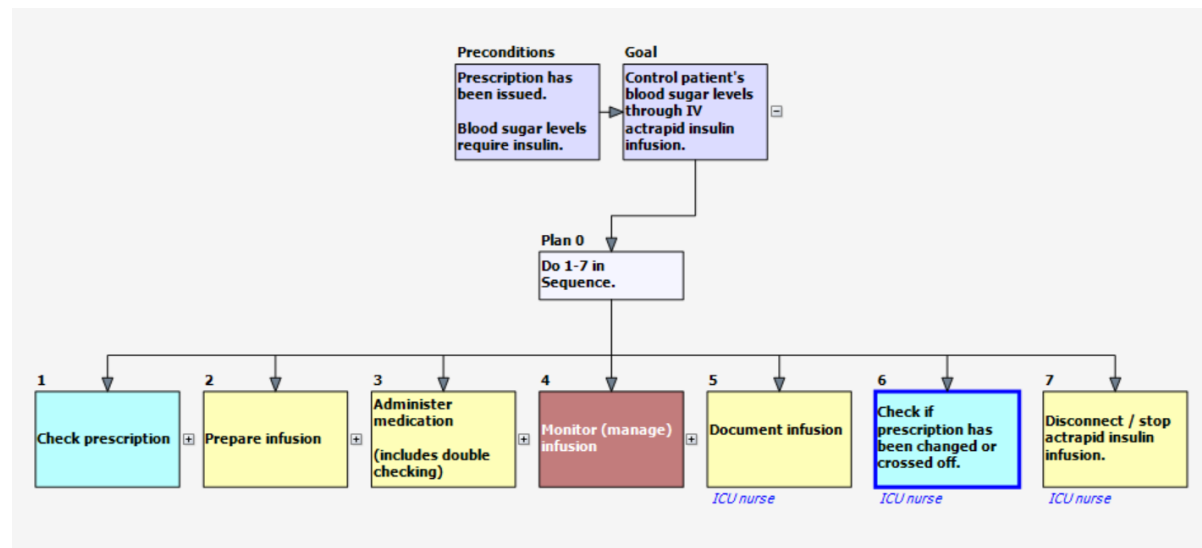 Preconditions
Goal
Prescription has
been issued.
Blood sugar levels
require insulin.
Control patient's
blood sugar levels
through IV
actrapid insulin
infusion.
Plan 0
Do 1-7 in
Sequence.
1
Check prescription
2
Prepare infusion
3
Administer
medication
(includes double
checking)
4
Monitor (manage)
infusion
5
Document infusion
ICU nurse
6
Check if
prescription has
been changed or
crossed off.
ICU nurse
7
Disconnect / stop
actrapid insulin
infusion.
ICU nurse